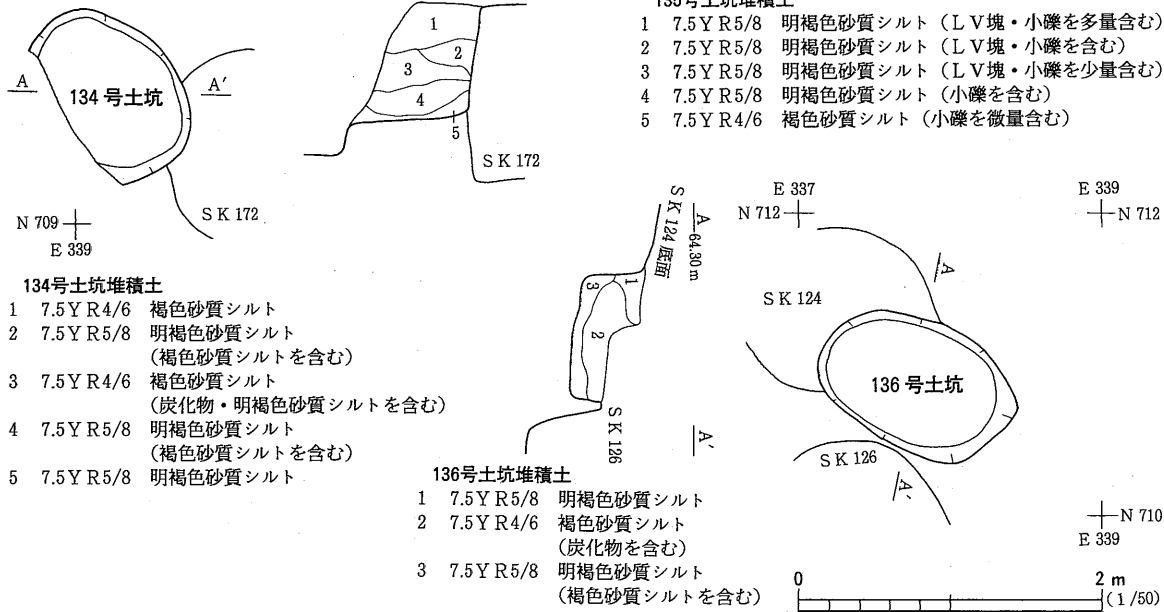 135号土坑堆積土
1 7.5YR5/8 明褐色砂質シルト（LV塊・小礫を多量含む）
2 7.5YR5/8 明褐色砂質シルト（LV塊・小礫を含む）
3 7.5YR5/8 明褐色砂質シルト（LV塊・小礫を少量含む）
4 7.5YR5/8 明褐色砂質シルト（小礫を含む）
5 7.5YR4/6 褐色砂質シルト（小礫を微量含む）
A
134号土坑
A′
SK172
N709
E339
1
2
3
4
5
SK172
134号土坑堆積土
1 7.5YR4/6 褐色砂質シルト
2 7.5YR5/8 明褐色砂質シルト
（褐色砂質シルトを含む）
3 7.5YR4/6 褐色砂質シルト
（炭化物・明褐色砂質シルトを含む）
4 7.5YR5/8 明褐色砂質シルト
（褐色砂質シルトを含む）
5 7.5YR5/8 明褐色砂質シルト
A 64.30m
SK124底面
1
3
2
SK126
A′
136号土坑堆積土
1 7.5YR5/8 明褐色砂質シルト
2 7.5YR4/6 褐色砂質シルト
（炭化物を含む）
3 7.5YR5/8 明褐色砂質シルト
（褐色砂質シルトを含む）
E337
N712
E339
N712
A
SK124
136号土坑
SK126
A′
N710
E339
0 2m
（1/50）